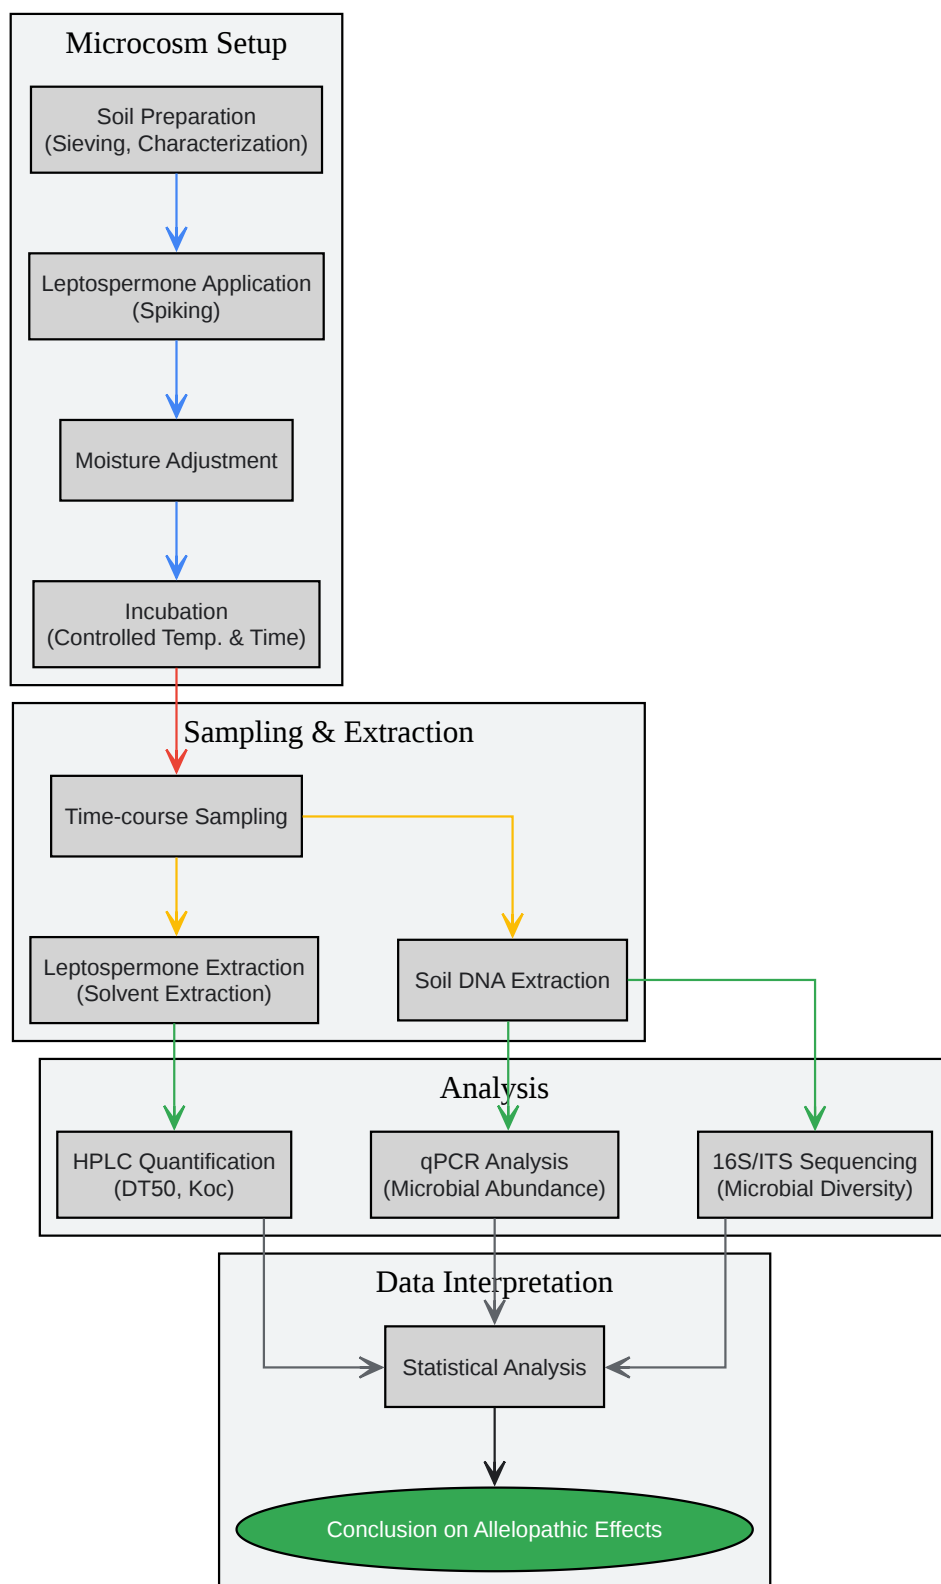 Microcosm Setup
Soil Preparation
(Sieving, Characterization)
Leptospermone Application
(Spiking)
Moisture Adjustment
Incubation
(Controlled Temp. & Time)
Sampling & Extraction
Time-course Sampling
Leptospermone Extraction
(Solvent Extraction)
Soil DNA Extraction
Analysis
HPLC Quantification
(DT50, Koc)
qPCR Analysis
(Microbial Abundance)
16S/ITS Sequencing
(Microbial Diversity)
Data Interpretation
Statistical Analysis
Conclusion on Allelopathic Effects